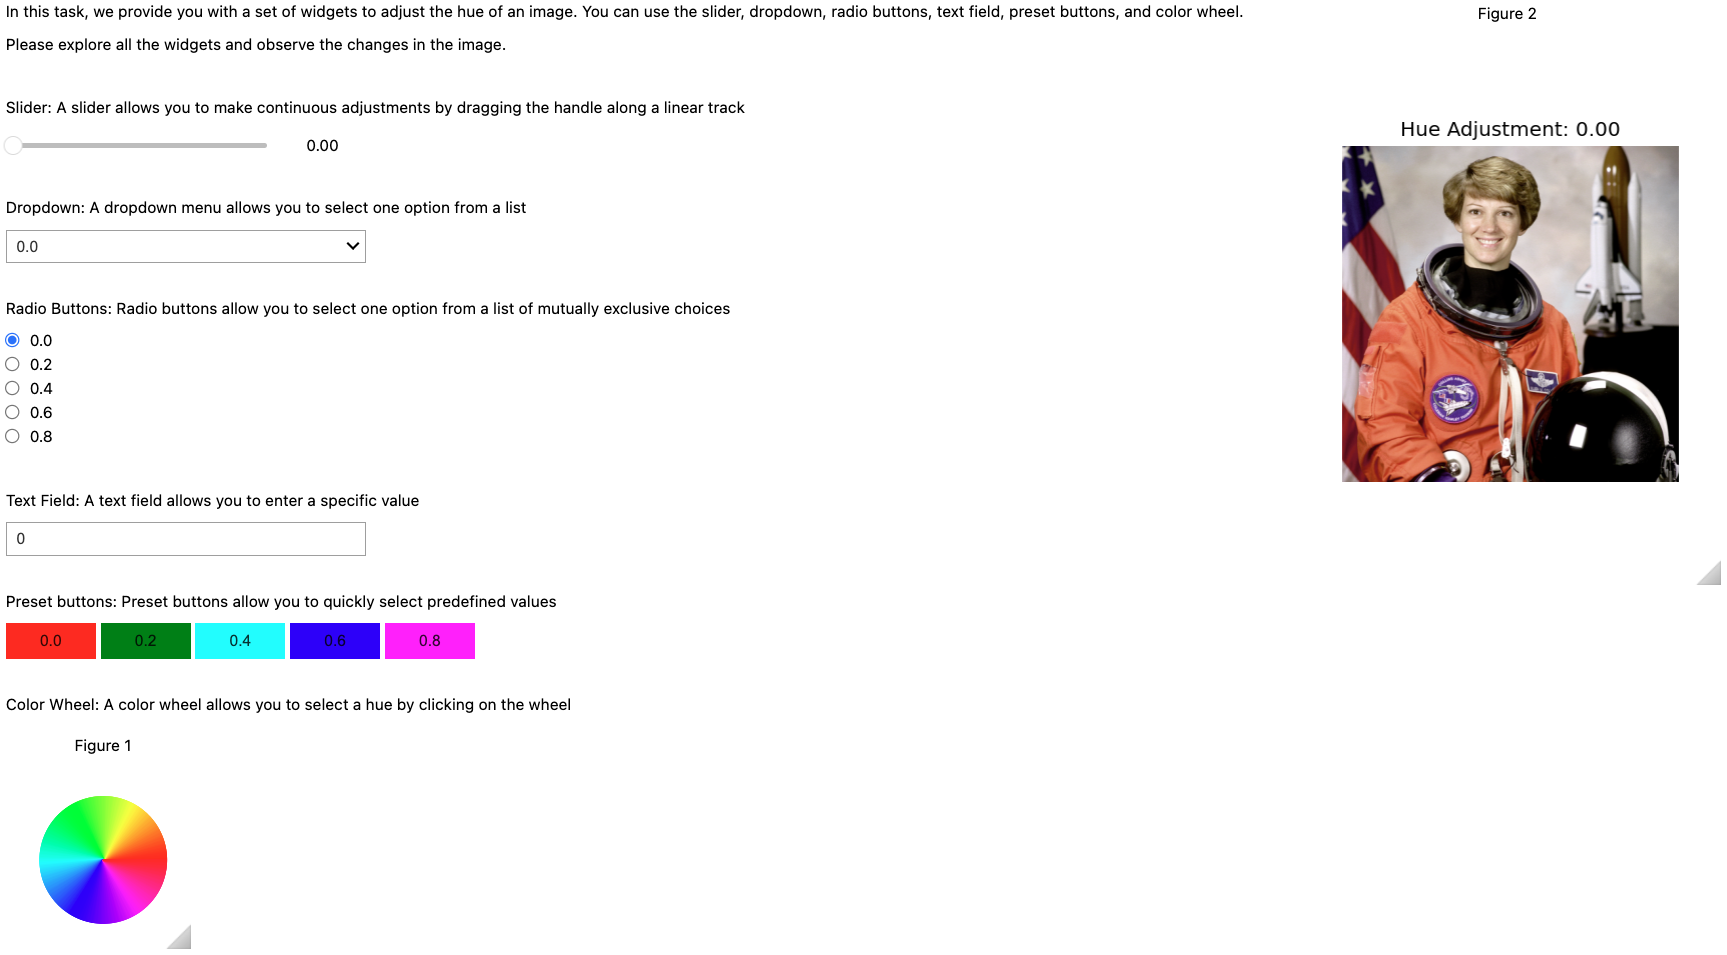 In this task, we provide you with a set of widgets to adjust the hue of an image. You can use the slider, dropdown, radio buttons, text field, preset buttons, and color wheel.
Please explore all the widgets and observe the changes in the image.
Slider: A slider allows you to make continuous adjustments by dragging the handle along a linear track
0.00
Dropdown: A dropdown menu allows you to select one option from a list
0.0
Radio Buttons: Radio buttons allow you to select one option from a list of mutually exclusive choices
0.0
0.2
0.4
0.6
0.8
Text Field: A text field allows you to enter a specific value
0
Preset buttons: Preset buttons allow you to quickly select predefined values
0.0 0.2 0.4 0.6 0.8
Color Wheel: A color wheel allows you to select a hue by clicking on the wheel
Figure 1
Figure 2
Hue Adjustment: 0.00